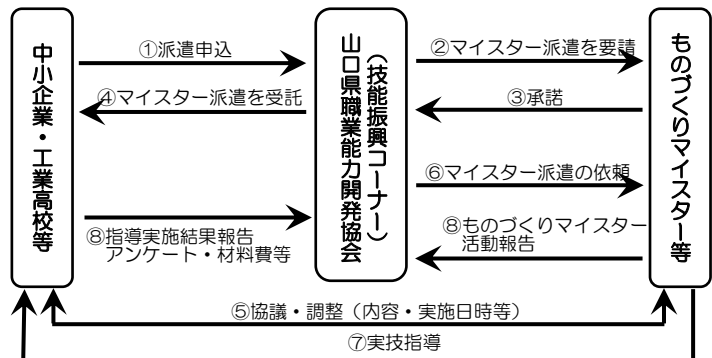 中小企業・工業高校等
①派遣申込
④マイスター派遣を受託
⑧指導実施結果報告
アンケート・材料費等
山口県職業能力開発協会
（技能振興コーナー）
②マイスター派遣を要請
③承諾
⑥マイスター派遣の依頼
⑧ものづくりマイスター
活動報告
ものづくりマイスター等
⑤協議・調整（内容・実施日時等）
⑦実技指導